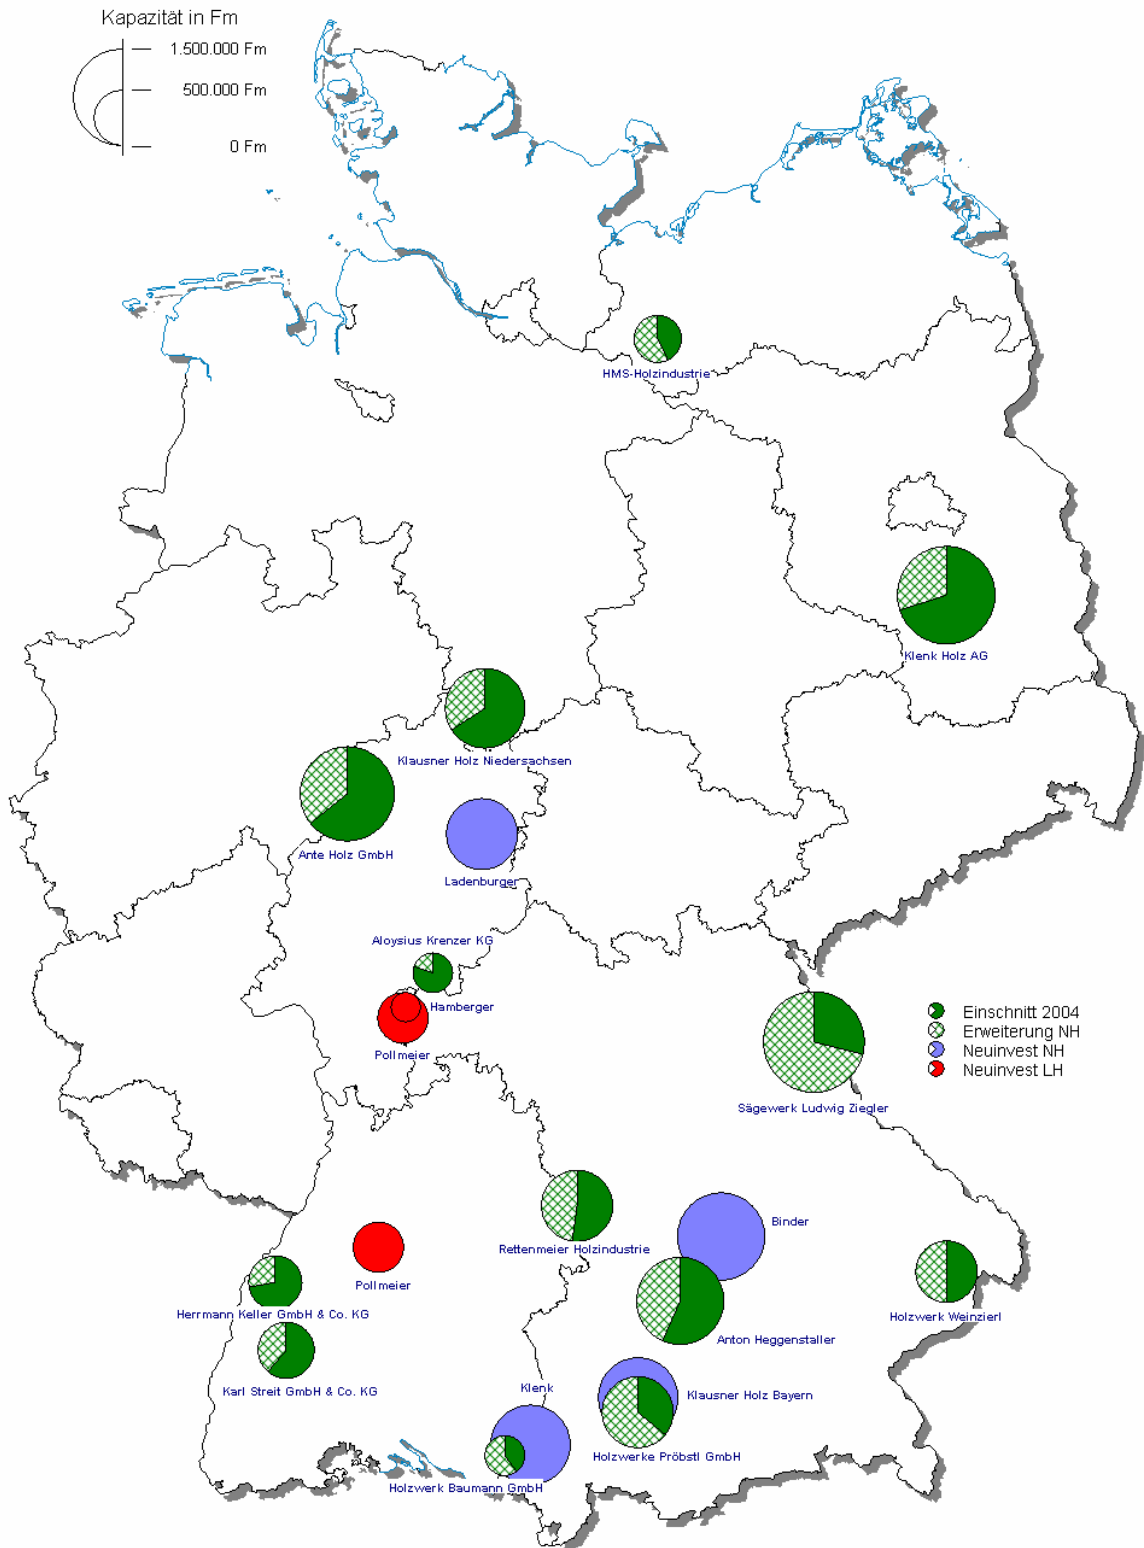 Kapazität in Fm
1.500.000 Fm
500.000 Fm
0 Fm
HMS-Holzindustrie
Klenk Holz AG
Klausner Holz Niedersachsen
Ante Holz GmbH
Ladenburger
Aloysius Krenzer KG
Hamberger
Pollmeier
Einschnitt 2004
Erweiterung NH
Neuinvest NH
Neuinvest LH
Sägewerk Ludwig Ziegler
Binder
Rettenmeier Holzindustrie
Pollmeier
Herrmann Keller GmbH & Co. KG
Holzwerk Weinzierl
Anton Heggenstaller
Karl Streit GmbH & Co. KG
Klenk
Klausner Holz Bayern
Holzwerke Pröbstl GmbH
Holzwerk Baumann GmbH